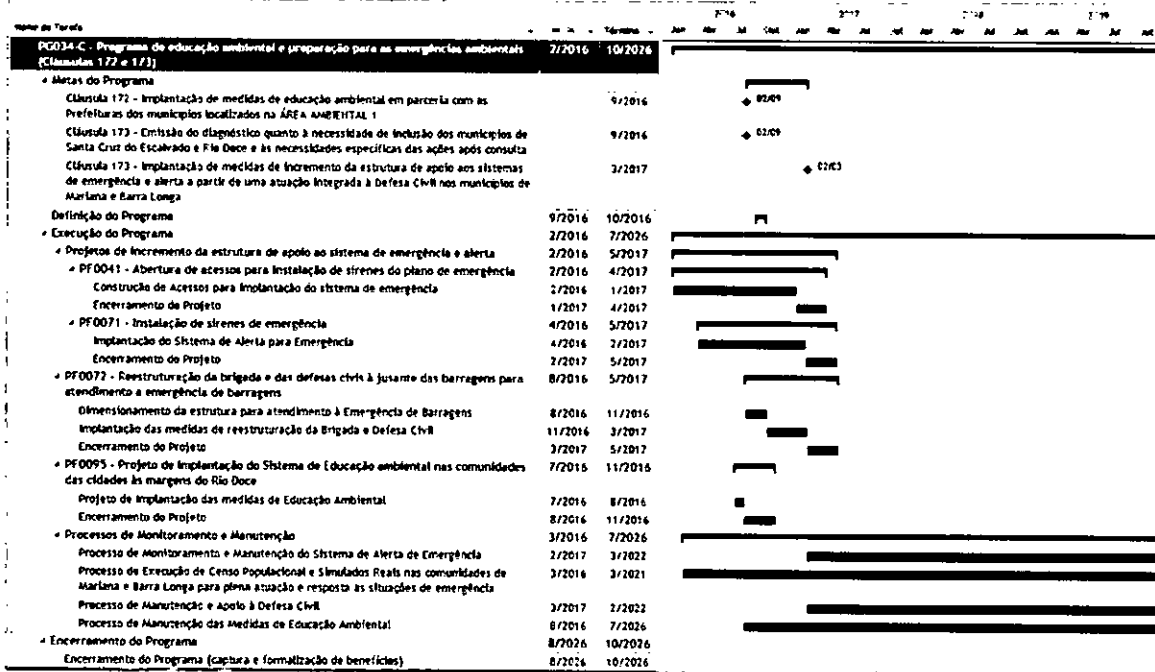 2016 2017
Nome da Tarefa Término
PG034-C - Programa de educação ambiental e preparação para as emergências ambientais 2/2016 10/2026
(Cláusulas 172 e 173)
Metas do Programa
Cláusula 172 - Implantação de medidas de educação ambiental em parceria com as 9/2016 02/09
Prefeituras dos municípios localizados na ÁREA AMBIENTAL 1
Cláusula 173 - Emissão do diagnóstico quanto à necessidade de inclusão dos municípios de 9/2016 02/09
Santa Cruz do Escalvado e Rio Doce e às necessidades específicas das ações após consulta
Cláusula 173 - Implantação de medidas de incremento da estrutura de apoio aos sistemas 3/2017 02/03
de emergência e alerta a partir de uma atuação integrada à Defesa Civil nos municípios de
Mariana e Barra Longa
Definição do Programa 9/2016 10/2016
Execução do Programa 2/2016 7/2026
Projetos de incremento da estrutura de apoio ao sistema de emergência e alerta 2/2016 5/2017
PF0041 - Abertura de acessos para instalação de sirenes do plano de emergência 2/2016 4/2017
Construção de Acessos para implantação do sistema de emergência 2/2016 1/2017
Encerramento do Projeto 1/2017 4/2017
PF0071 - Instalação de sirenes de emergência 4/2016 5/2017
Implantação do Sistema de Alerta para Emergência 4/2016 2/2017
Encerramento do Projeto 2/2017 5/2017
PF0072 - Reestruturação da brigada e das defesas civis à jusante das barragens para 8/2016 5/2017
atendimento a emergência de barragens
Dimensionamento da estrutura para atendimento à Emergência de Barragens 8/2016 11/2016
Implantação das medidas de reestruturação da Brigada e Defesa Civil 11/2016 3/2017
Encerramento do Projeto 3/2017 5/2017
PF0095 - Projeto de Implantação do Sistema de Educação ambiental nas comunidades 7/2016 11/2016
das cidades às margens do Rio Doce
Projeto de Implantação das medidas de Educação Ambiental 7/2016 8/2016
Encerramento do Projeto 8/2016 11/2016
Processos de Monitoramento e Manutenção 3/2016 7/2026
Processo de Monitoramento e Manutenção do Sistema de Alerta de Emergência 2/2017 3/2022
Processo de Execução de Censo Populacional e Simulados Reais nas comunidades de 3/2016 3/2021
Mariana e Barra Longa para plena atuação e resposta as situações de emergência
Processo de Manutenção e Apoio à Defesa Civil 3/2017 2/2022
Processo de Manutenção das Medidas de Educação Ambiental 8/2016 7/2026
Encerramento do Programa 8/2026 10/2026
Encerramento do Programa (captura e formalização de benefícios) 8/2026 10/2026